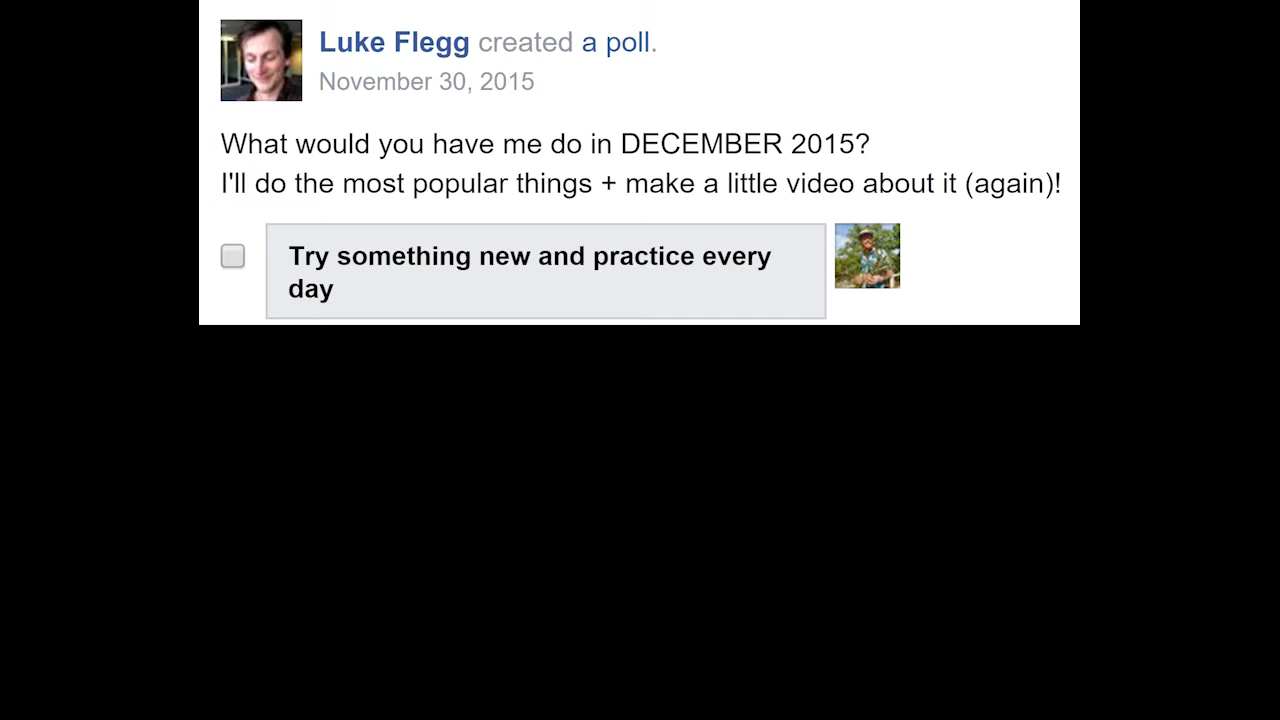 Luke Flegg created a poll.
November 30, 2015
What would you have me do in DECEMBER 2015?
I'll do the most popular things + make a little video about it (again)!
Try something new and practice every
day